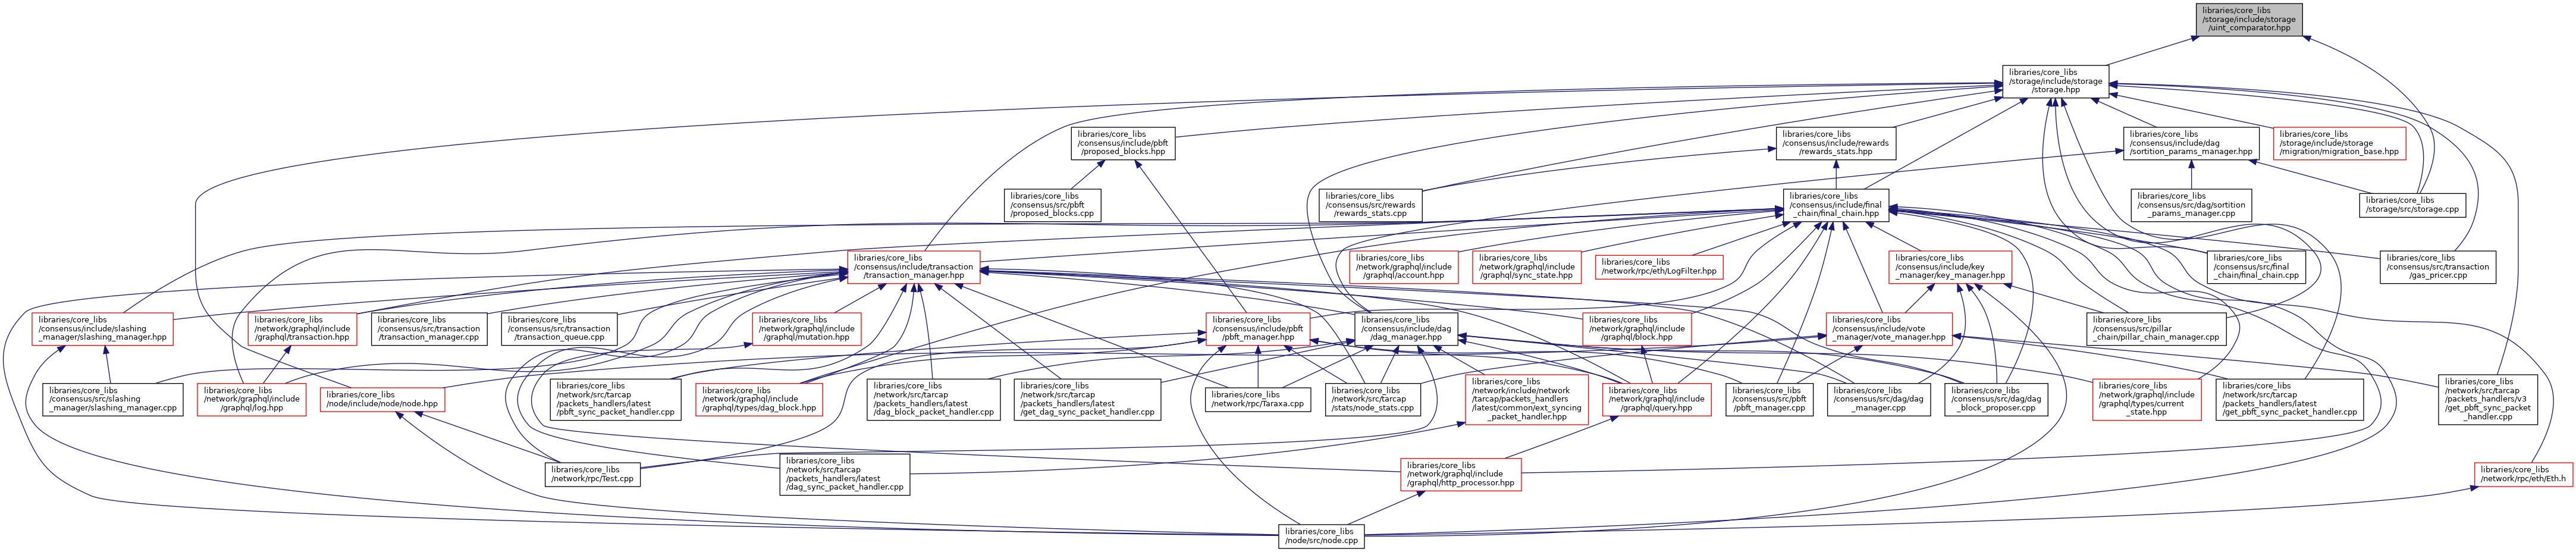 libraries/core_libs
/storage/include/storage
/uint_comparator.hpp
libraries/core_libs
/storage/include/storage
/storage.hpp
libraries/core_libs
/consensus/include/pbft
/proposed_blocks.hpp
libraries/core_libs
/consensus/include/rewards
/rewards_stats.hpp
libraries/core_libs
/consensus/include/dag
/sortition_params_manager.hpp
libraries/core_libs
/storage/include/storage
/migration/migration_base.hpp
libraries/core_libs
/consensus/src/pbft
/proposed_blocks.cpp
libraries/core_libs
/consensus/src/rewards
/rewards_stats.cpp
libraries/core_libs
/consensus/include/final
_chain/final_chain.hpp
libraries/core_libs
/consensus/src/dag/sortition
_params_manager.cpp
libraries/core_libs
/storage/src/storage.cpp
libraries/core_libs
/consensus/include/transaction
/transaction_manager.hpp
libraries/core_libs
/network/graphql/include
/graphql/account.hpp
libraries/core_libs
/network/graphql/include
/graphql/sync_state.hpp
libraries/core_libs
/network/rpc/eth/LogFilter.hpp
libraries/core_libs
/consensus/include/key
_manager/key_manager.hpp
libraries/core_libs
/consensus/src/final
_chain/final_chain.cpp
libraries/core_libs
/consensus/src/transaction
/gas_pricer.cpp
libraries/core_libs
/consensus/include/slashing
_manager/slashing_manager.hpp
libraries/core_libs
/network/graphql/include
/graphql/transaction.hpp
libraries/core_libs
/consensus/src/transaction
/transaction_manager.cpp
libraries/core_libs
/consensus/src/transaction
/transaction_queue.cpp
libraries/core_libs
/network/graphql/include
/graphql/mutation.hpp
libraries/core_libs
/consensus/include/pbft
/pbft_manager.hpp
libraries/core_libs
/consensus/include/dag
/dag_manager.hpp
libraries/core_libs
/network/graphql/include
/graphql/block.hpp
libraries/core_libs
/consensus/include/vote
_manager/vote_manager.hpp
libraries/core_libs
/consensus/src/pillar
_chain/pillar_chain_manager.cpp
libraries/core_libs
/consensus/src/slashing
_manager/slashing_manager.cpp
libraries/core_libs
/network/graphql/include
/graphql/log.hpp
libraries/core_libs
/node/include/node/node.hpp
libraries/core_libs
/network/src/tarcap
/packets_handlers/latest
/pbft_sync_packet_handler.cpp
libraries/core_libs
/network/graphql/include
/graphql/types/dag_block.hpp
libraries/core_libs
/network/src/tarcap
/packets_handlers/latest
/dag_block_packet_handler.cpp
libraries/core_libs
/network/src/tarcap
/packets_handlers/latest
/get_dag_sync_packet_handler.cpp
libraries/core_libs
/network/rpc/Taraxa.cpp
libraries/core_libs
/network/src/tarcap
/stats/node_stats.cpp
libraries/core_libs
/network/include/network
/tarcap/packets_handlers
/latest/common/ext_syncing
_packet_handler.hpp
libraries/core_libs
/network/graphql/include
/graphql/query.hpp
libraries/core_libs
/consensus/src/pbft
/pbft_manager.cpp
libraries/core_libs
/consensus/src/dag/dag
_manager.cpp
libraries/core_libs
/consensus/src/dag/dag
_block_proposer.cpp
libraries/core_libs
/network/graphql/include
/graphql/types/current
_state.hpp
libraries/core_libs
/network/src/tarcap
/packets_handlers/latest
/get_pbft_sync_packet_handler.cpp
libraries/core_libs
/network/src/tarcap
/packets_handlers/v3
/get_pbft_sync_packet
_handler.cpp
libraries/core_libs
/network/rpc/Test.cpp
libraries/core_libs
/network/src/tarcap
/packets_handlers/latest
/dag_sync_packet_handler.cpp
libraries/core_libs
/network/graphql/include
/graphql/http_processor.hpp
libraries/core_libs
/network/rpc/eth/Eth.h
libraries/core_libs
/node/src/node.cpp